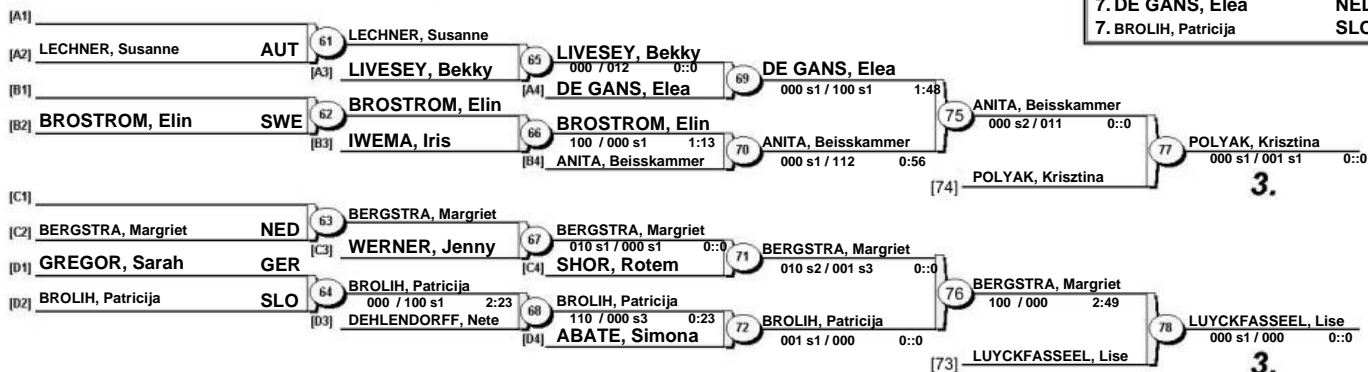 7. DE GANS, Elea NED
7. BROLIH, Patricija SLO
[A1]
[A2] LECHNER, Susanne AUT
61 LECHNER, Susanne
[A3] LIVESEY, Bekky
65 LIVESEY, Bekky
000 / 012 0::0
[A4] DE GANS, Elea
69 DE GANS, Elea
000 s1 / 100 s1 1:48
[B1]
[B2] BROSTROM, Elin SWE
62 BROSTROM, Elin
[B3] IWEMA, Iris
66 BROSTROM, Elin
100 / 000 s1 1:13
[B4] ANITA, Beisskammer
70 ANITA, Beisskammer
000 s1 / 112 0:56
75 ANITA, Beisskammer
000 s2 / 011 0::0
[74] POLYAK, Krisztina
77 POLYAK, Krisztina
000 s1 / 001 s1 0::0
3.
[C1]
[C2] BERGSTRA, Margriet NED
63 BERGSTRA, Margriet
[C3] WERNER, Jenny
67 BERGSTRA, Margriet
010 s1 / 000 s1 0::0
[C4] SHOR, Rotem
71 BERGSTRA, Margriet
010 s2 / 001 s3 0::0
[D1] GREGOR, Sarah GER
[D2] BROLIH, Patricija SLO
64 BROLIH, Patricija
000 / 100 s1 2:23
[D3] DEHLENDORFF, Nete
68 BROLIH, Patricija
110 / 000 s3 0:23
[D4] ABATE, Simona
72 BROLIH, Patricija
001 s1 / 000 0::0
76 BERGSTRA, Margriet
100 / 000 2:49
[73] LUYCKFASSEEL, Lise
78 LUYCKFASSEEL, Lise
000 s1 / 000 0::0
3.